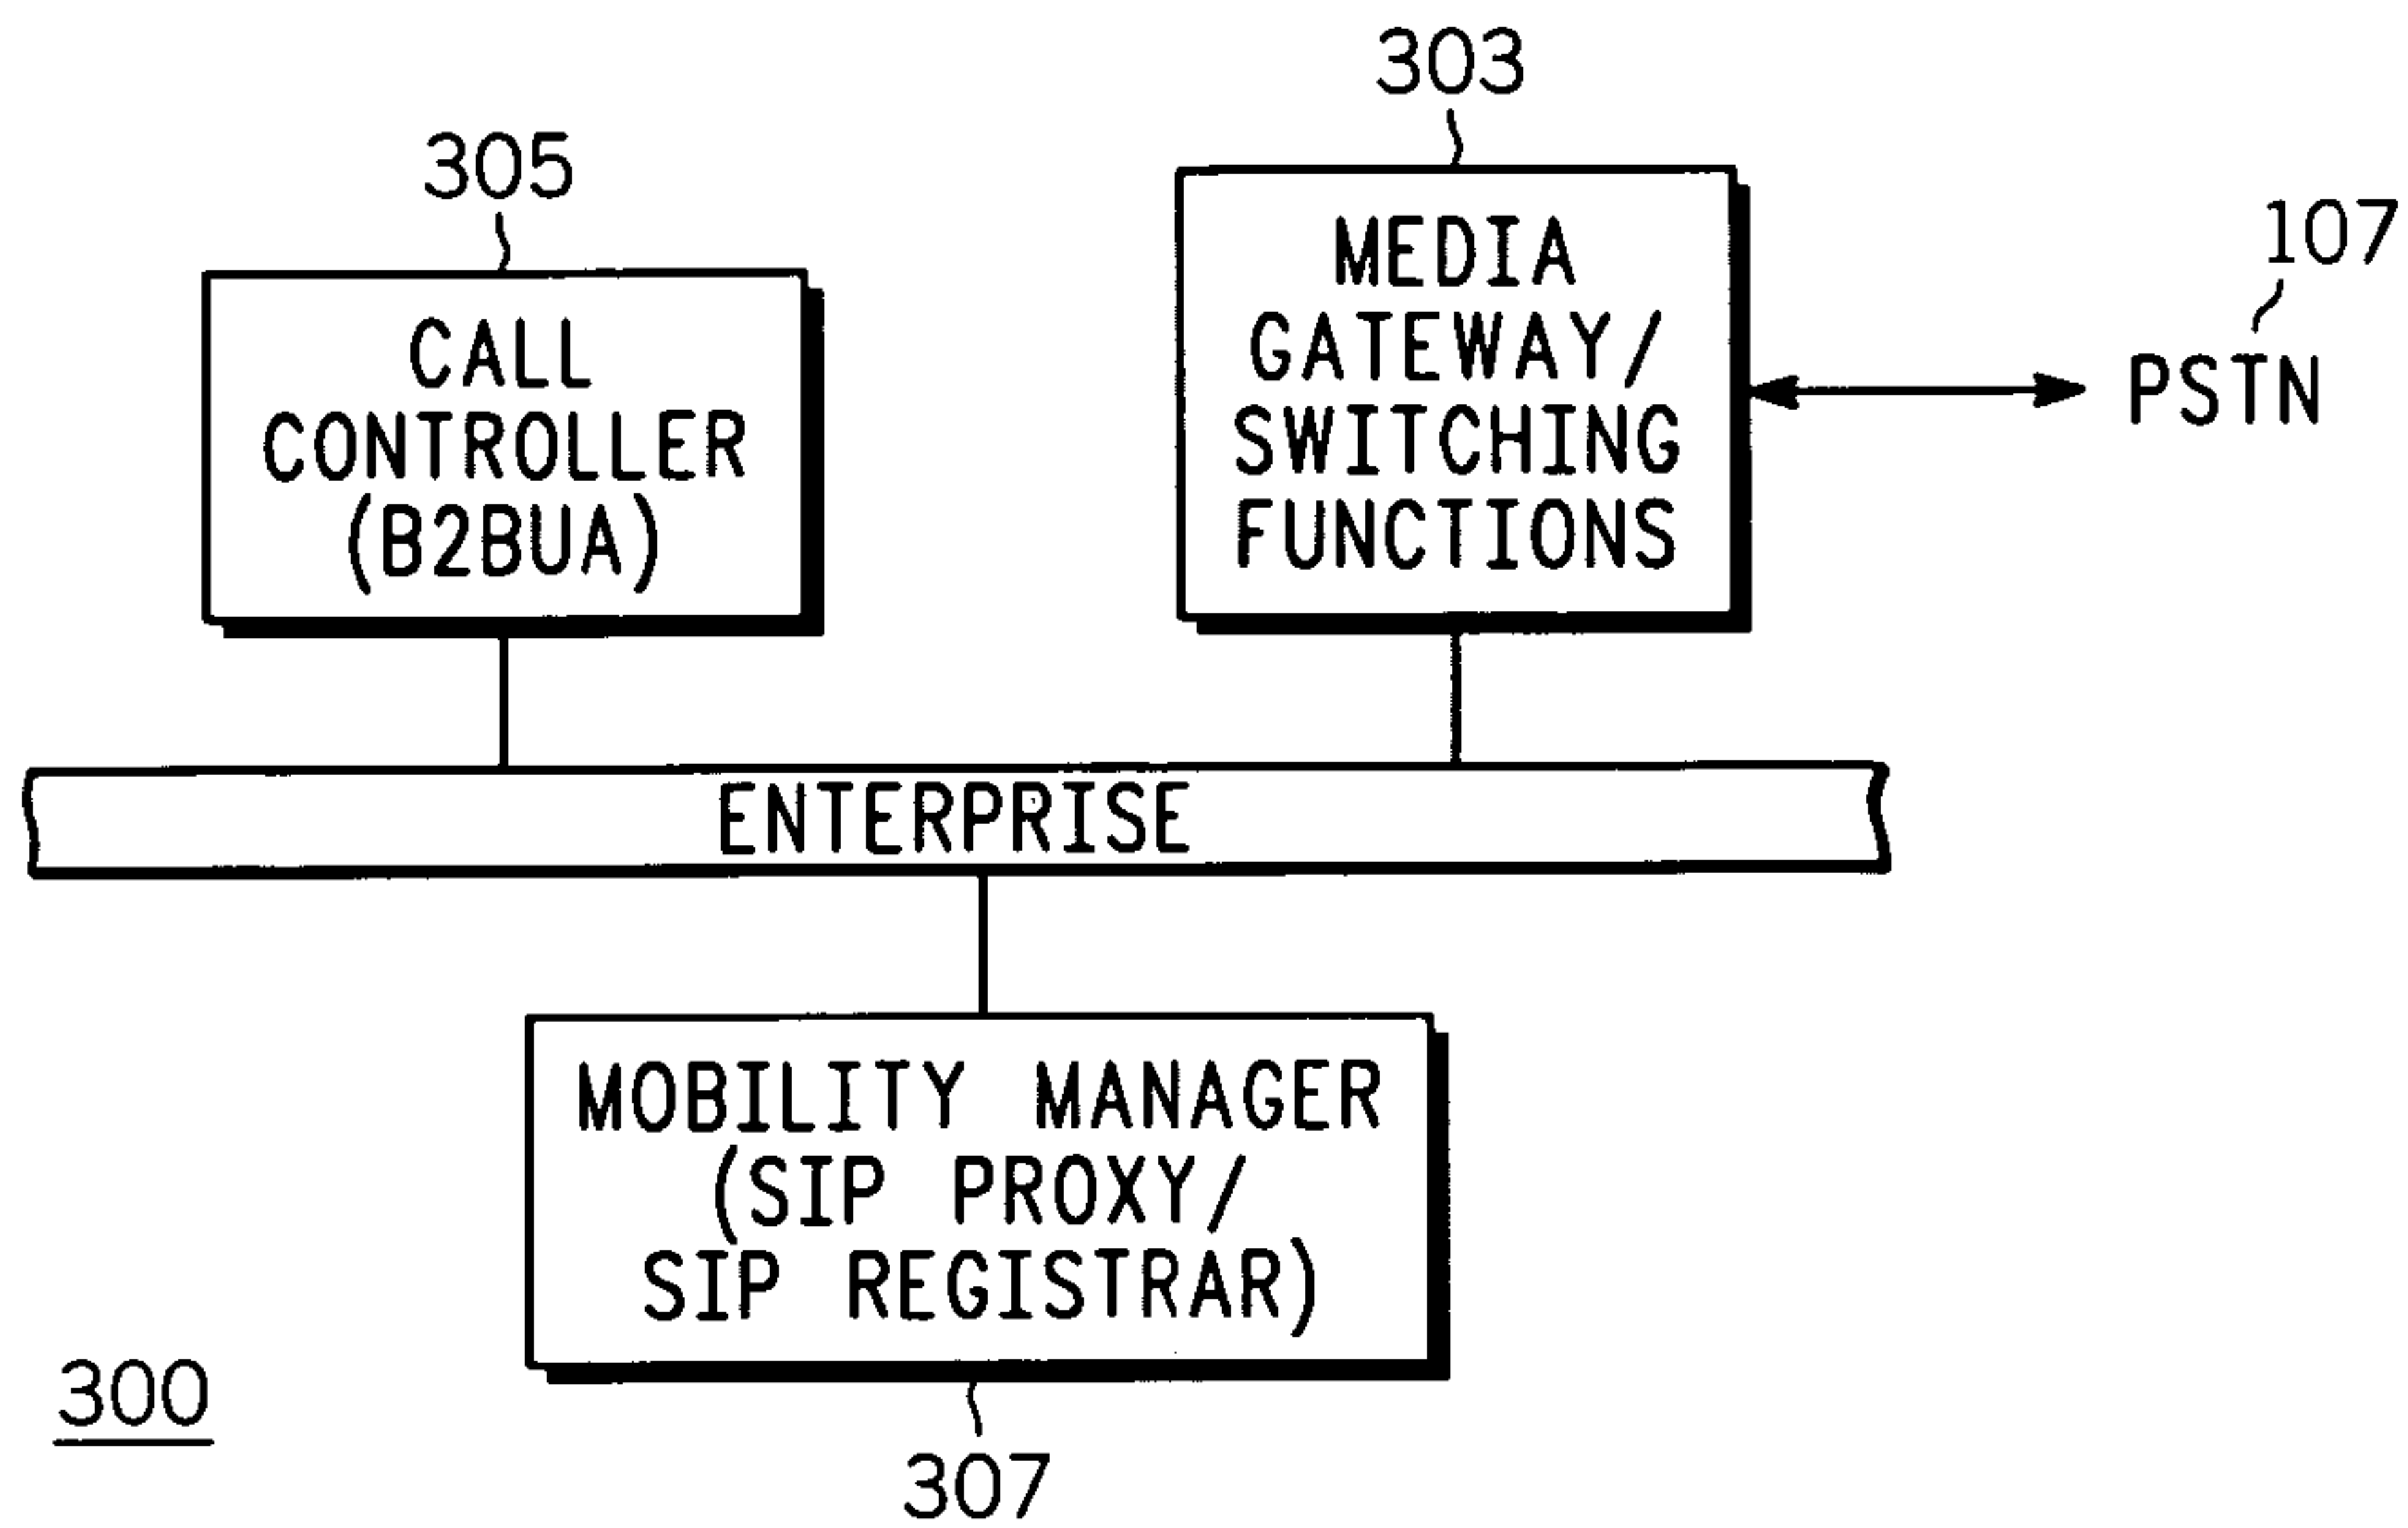 303
305
107
MEDIA
GATEWAY/
SWITCHING
FUNCTIONS
CALL
CONTROLLER
(B2BUA)
PSTN
ENTERPRISE
MOBILITY MANAGER
(SIP PROXY/
SIP REGISTRAR)
300
307